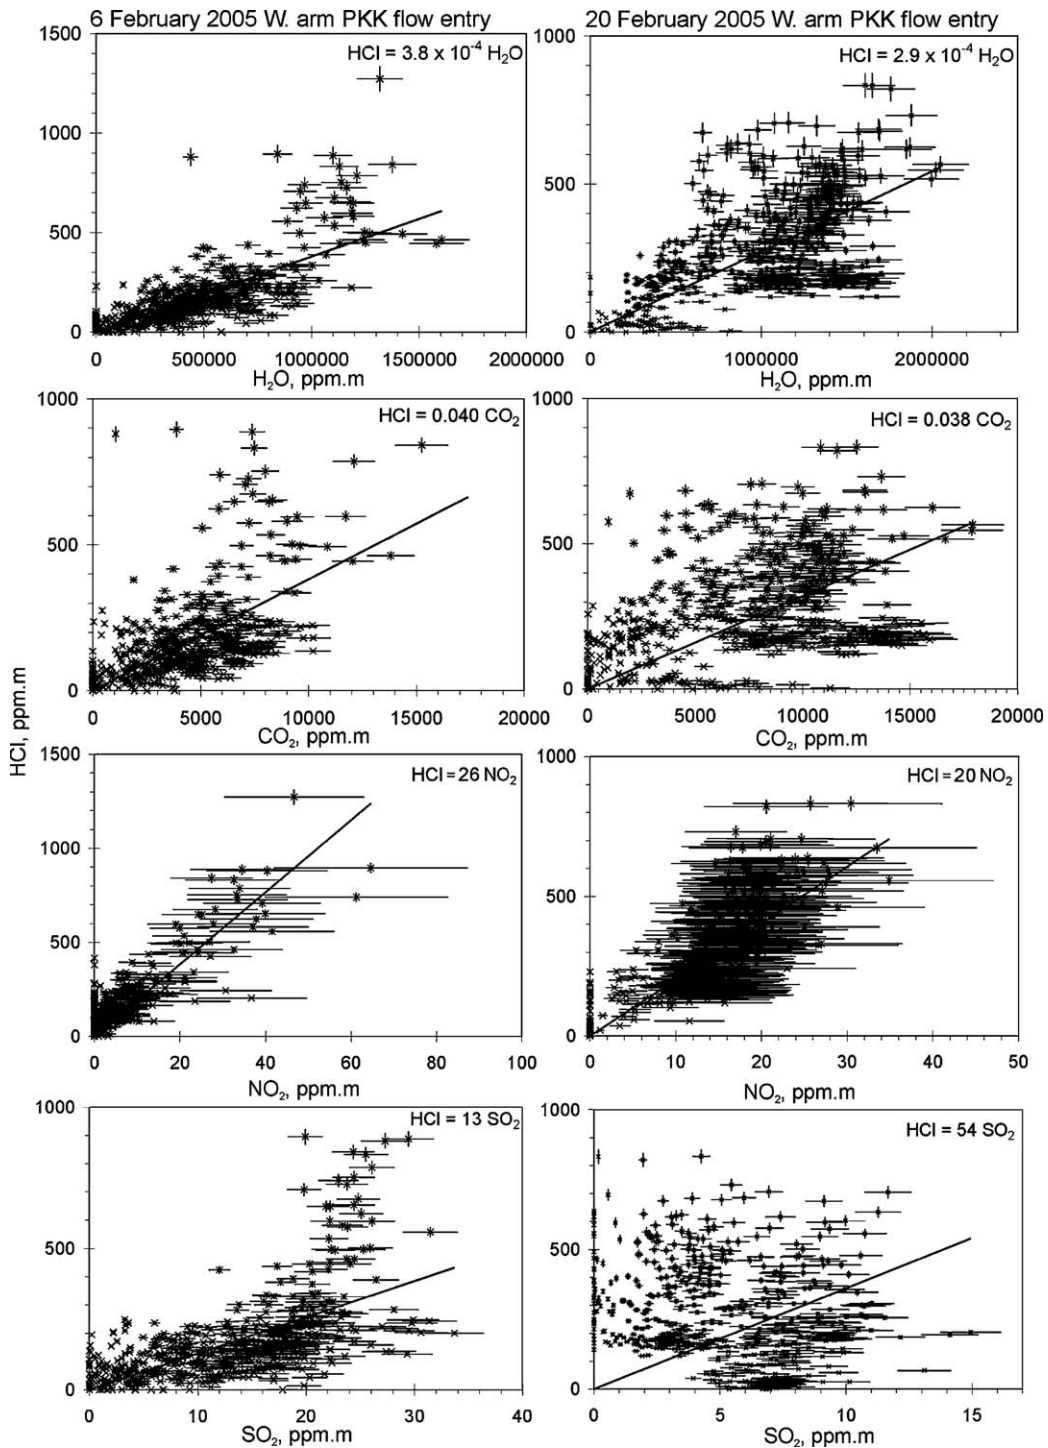 6 February 2005 W. arm PKK flow entry
20 February 2005 W. arm PKK flow entry
HCl = 3.8 x 10⁻⁴ H₂O
1500
1000
500
0
0 500000 1000000 1500000 2000000
H₂O, ppm.m
HCl = 2.9 x 10⁻⁴ H₂O
1000
500
0
0 1000000 2000000
H₂O, ppm.m
HCl = 0.040 CO₂
1000
500
0
0 5000 10000 15000 20000
CO₂, ppm.m
HCl = 0.038 CO₂
1000
500
0
0 5000 10000 15000 20000
CO₂, ppm.m
HCl, ppm.m
HCl = 26 NO₂
1500
1000
500
0
0 20 40 60 80 100
NO₂, ppm.m
HCl = 20 NO₂
1000
500
0
0 10 20 30 40 50
NO₂, ppm.m
HCl = 13 SO₂
1000
500
0
0 10 20 30 40
SO₂, ppm.m
HCl = 54 SO₂
1000
500
0
0 5 10 15
SO₂, ppm.m